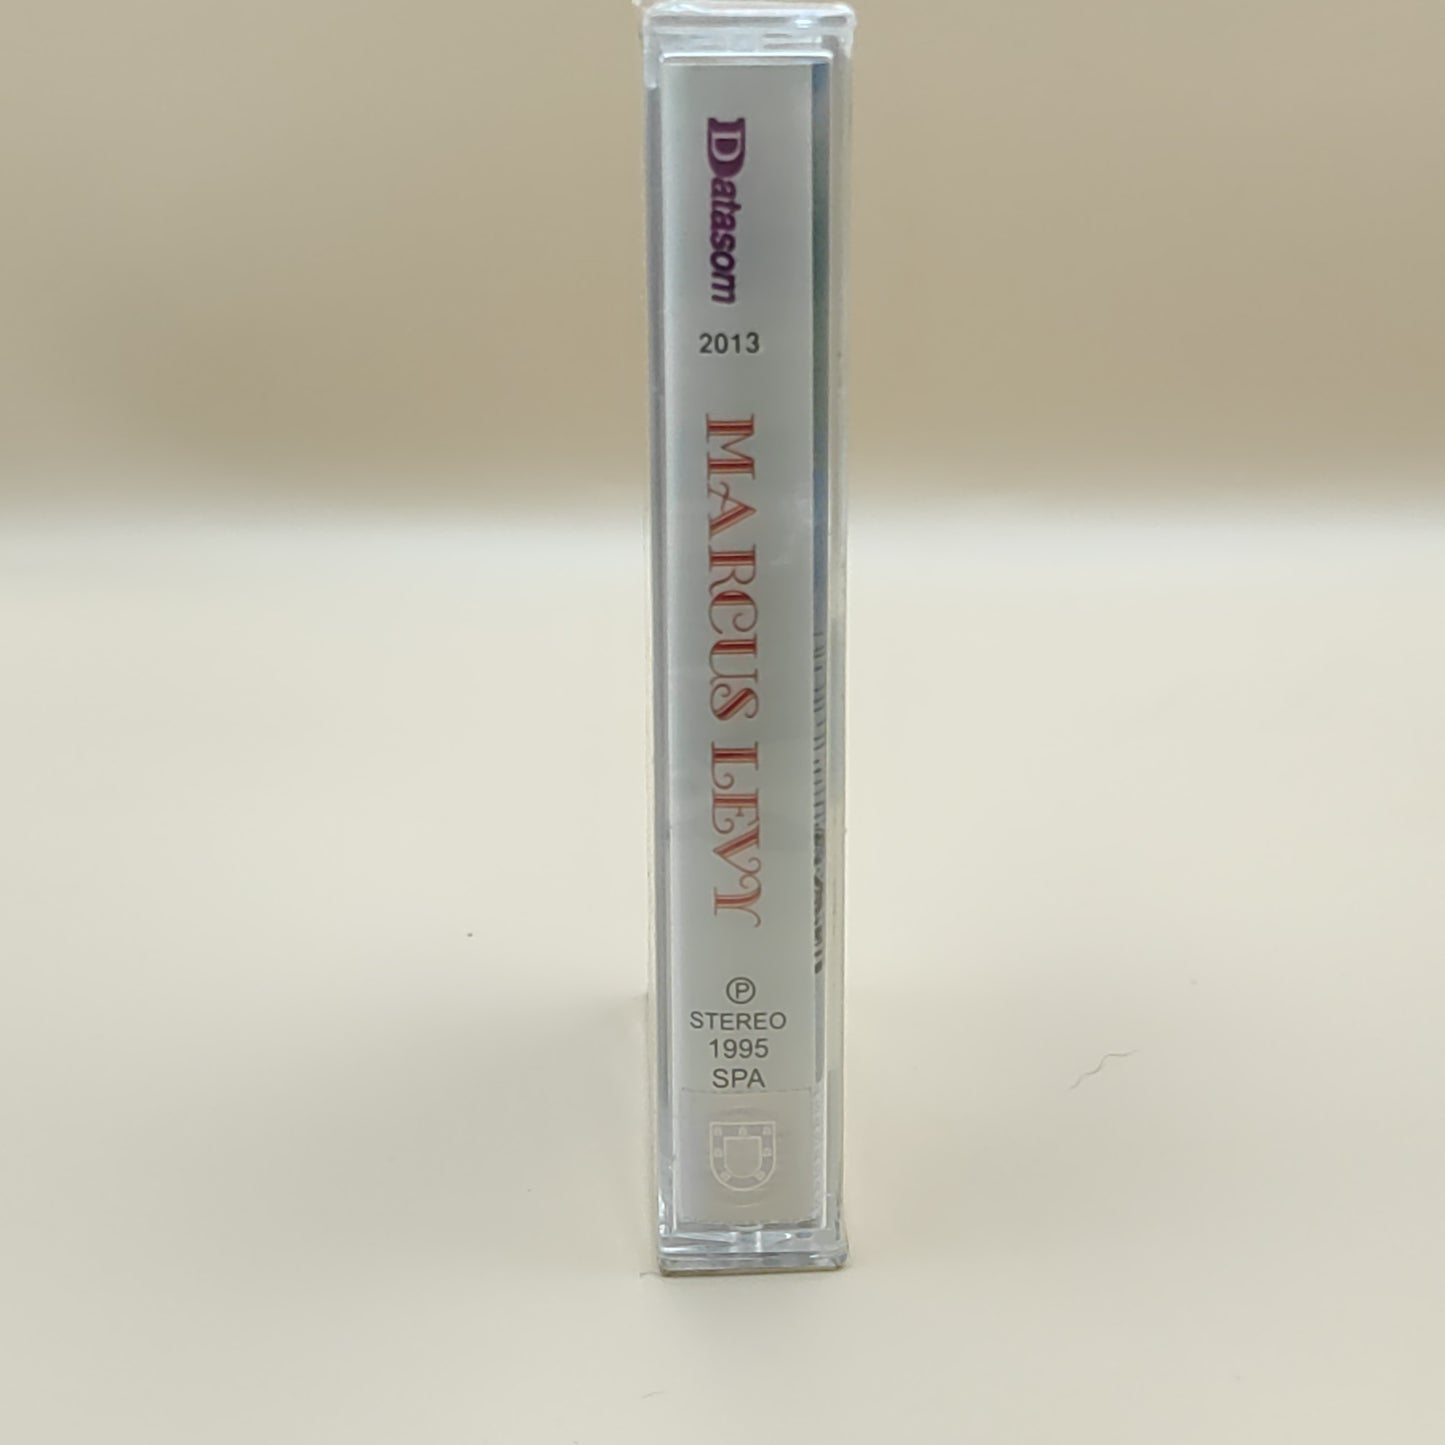 Datasom
2013
MARCUS LEVY
Ⓟ
STEREO
1995
SPA